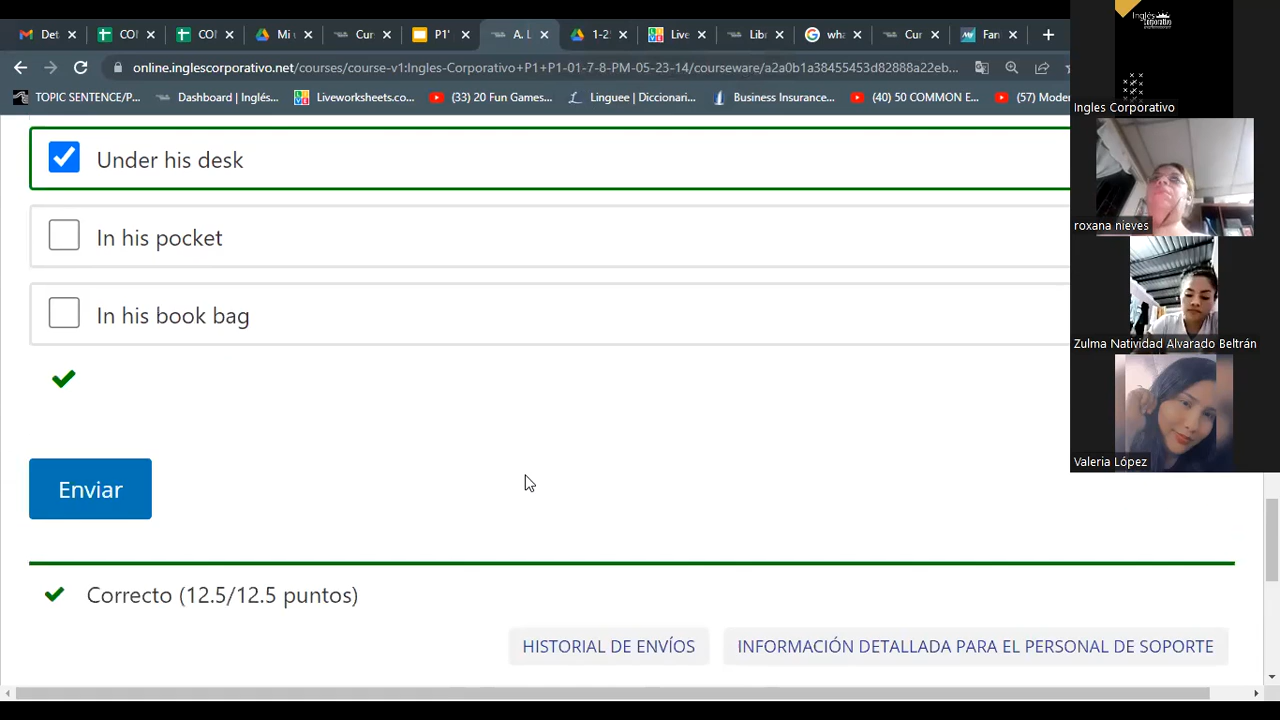 Det
CO
CO
Mi
Cur
P1'
A. L
1-2
Live
Libr
wha
Cur
Fan
online.inglescorporativo.net/courses/course-v1:Ingles-Corporativo+P1+P1-01-7-8-PM-05-23-14/courseware/a2a0b1a38455453d82888a22eb...
TOPIC SENTENCE/P...
Dashboard | Inglés...
Liveworksheets.co...
(33) 20 Fun Games...
Linguee | Diccionari...
Business Insurance...
(40) 50 COMMON E...
(57) Moder
Under his desk
In his pocket
In his book bag
Enviar
Correcto (12.5/12.5 puntos)
HISTORIAL DE ENVÍOS
INFORMACIÓN DETALLADA PARA EL PERSONAL DE SOPORTE
Inglés
Corporativo
Ingles Corporativo
roxana nieves
Zulma Natividad Alvarado Beltrán
Valeria López